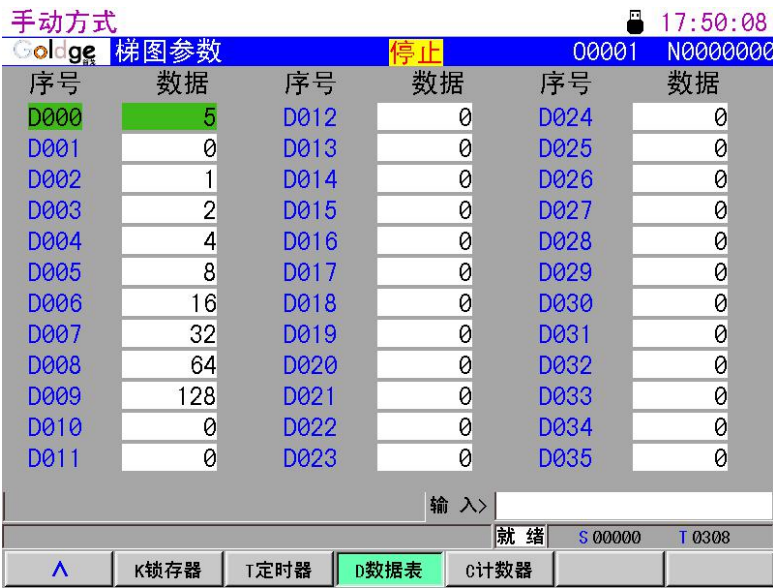 手动方式 17:50:08
Goldge 梯图参数 停止 O0001 N0000000
序号 数据 序号 数据 序号 数据
D000 5 D012 0 D024 0
D001 0 D013 0 D025 0
D002 1 D014 0 D026 0
D003 2 D015 0 D027 0
D004 4 D016 0 D028 0
D005 8 D017 0 D029 0
D006 16 D018 0 D030 0
D007 32 D019 0 D031 0
D008 64 D020 0 D032 0
D009 128 D021 0 D033 0
D010 0 D022 0 D034 0
D011 0 D023 0 D035 0
输 入>
就 绪 S 00000 T 0308
∧ K锁存器 T定时器 D数据表 C计数器